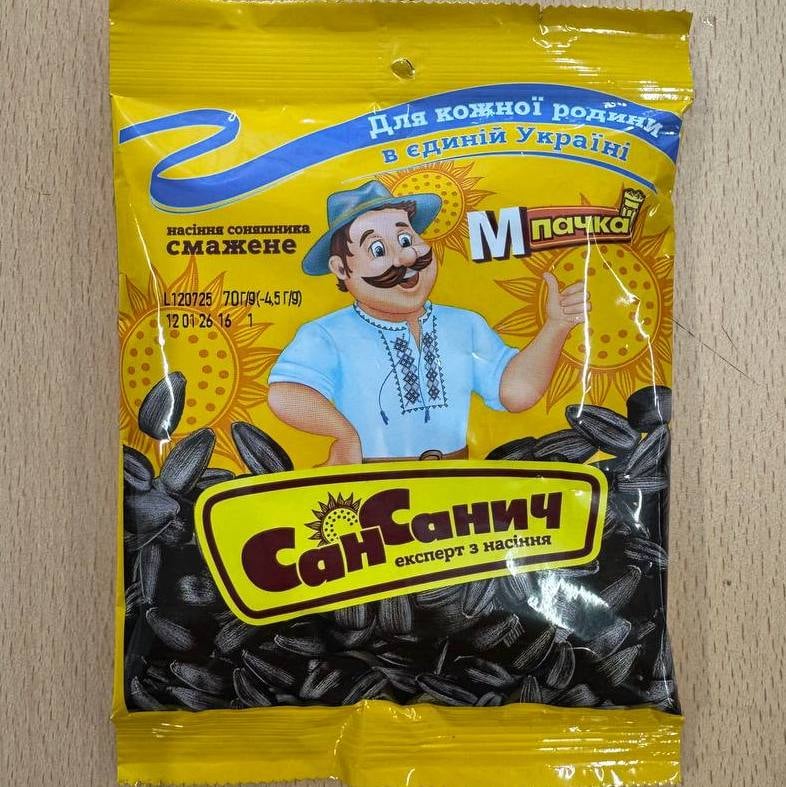 Для кожної родини
в єдиній Україні
насіння соняшника
смажене
М пачка
L120725 70Г/g(-4,5 Г/g)
12 01 26 16 1
СанСанич
експерт з насіння